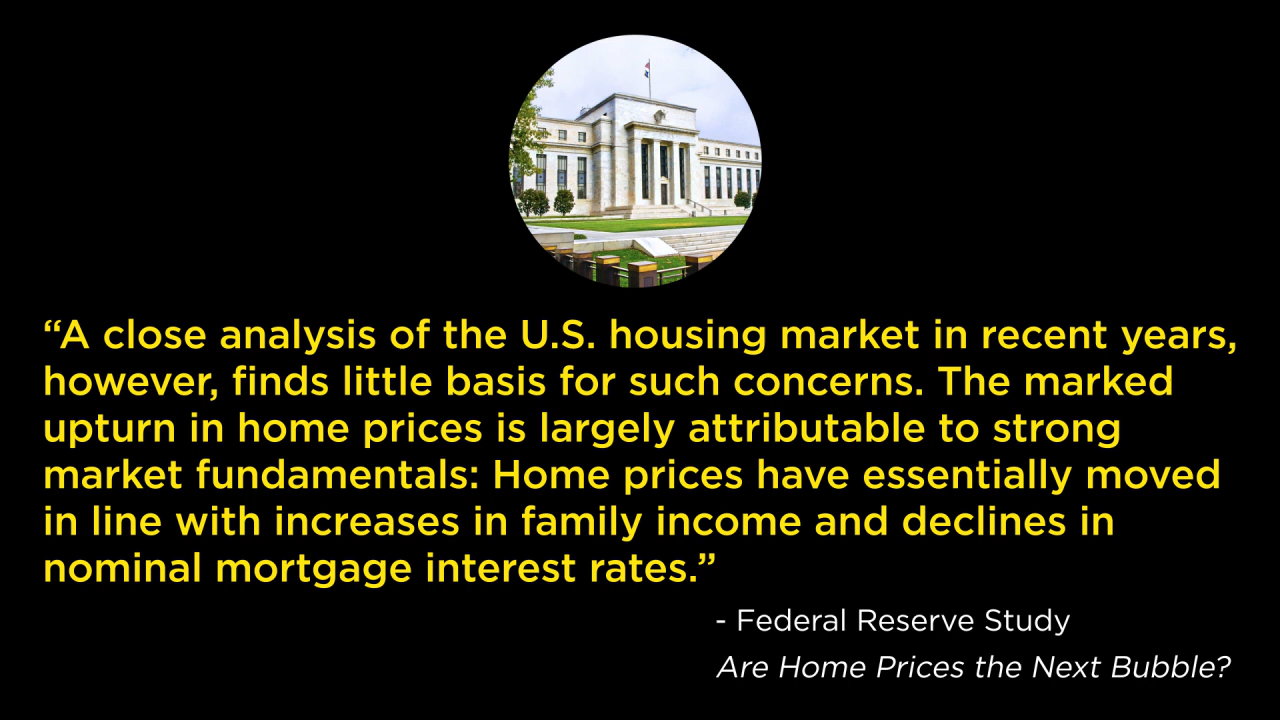 “A close analysis of the U.S. housing market in recent years,
however, finds little basis for such concerns. The marked
upturn in home prices is largely attributable to strong
market fundamentals: Home prices have essentially moved
in line with increases in family income and declines in
nominal mortgage interest rates.”
- Federal Reserve Study
Are Home Prices the Next Bubble?